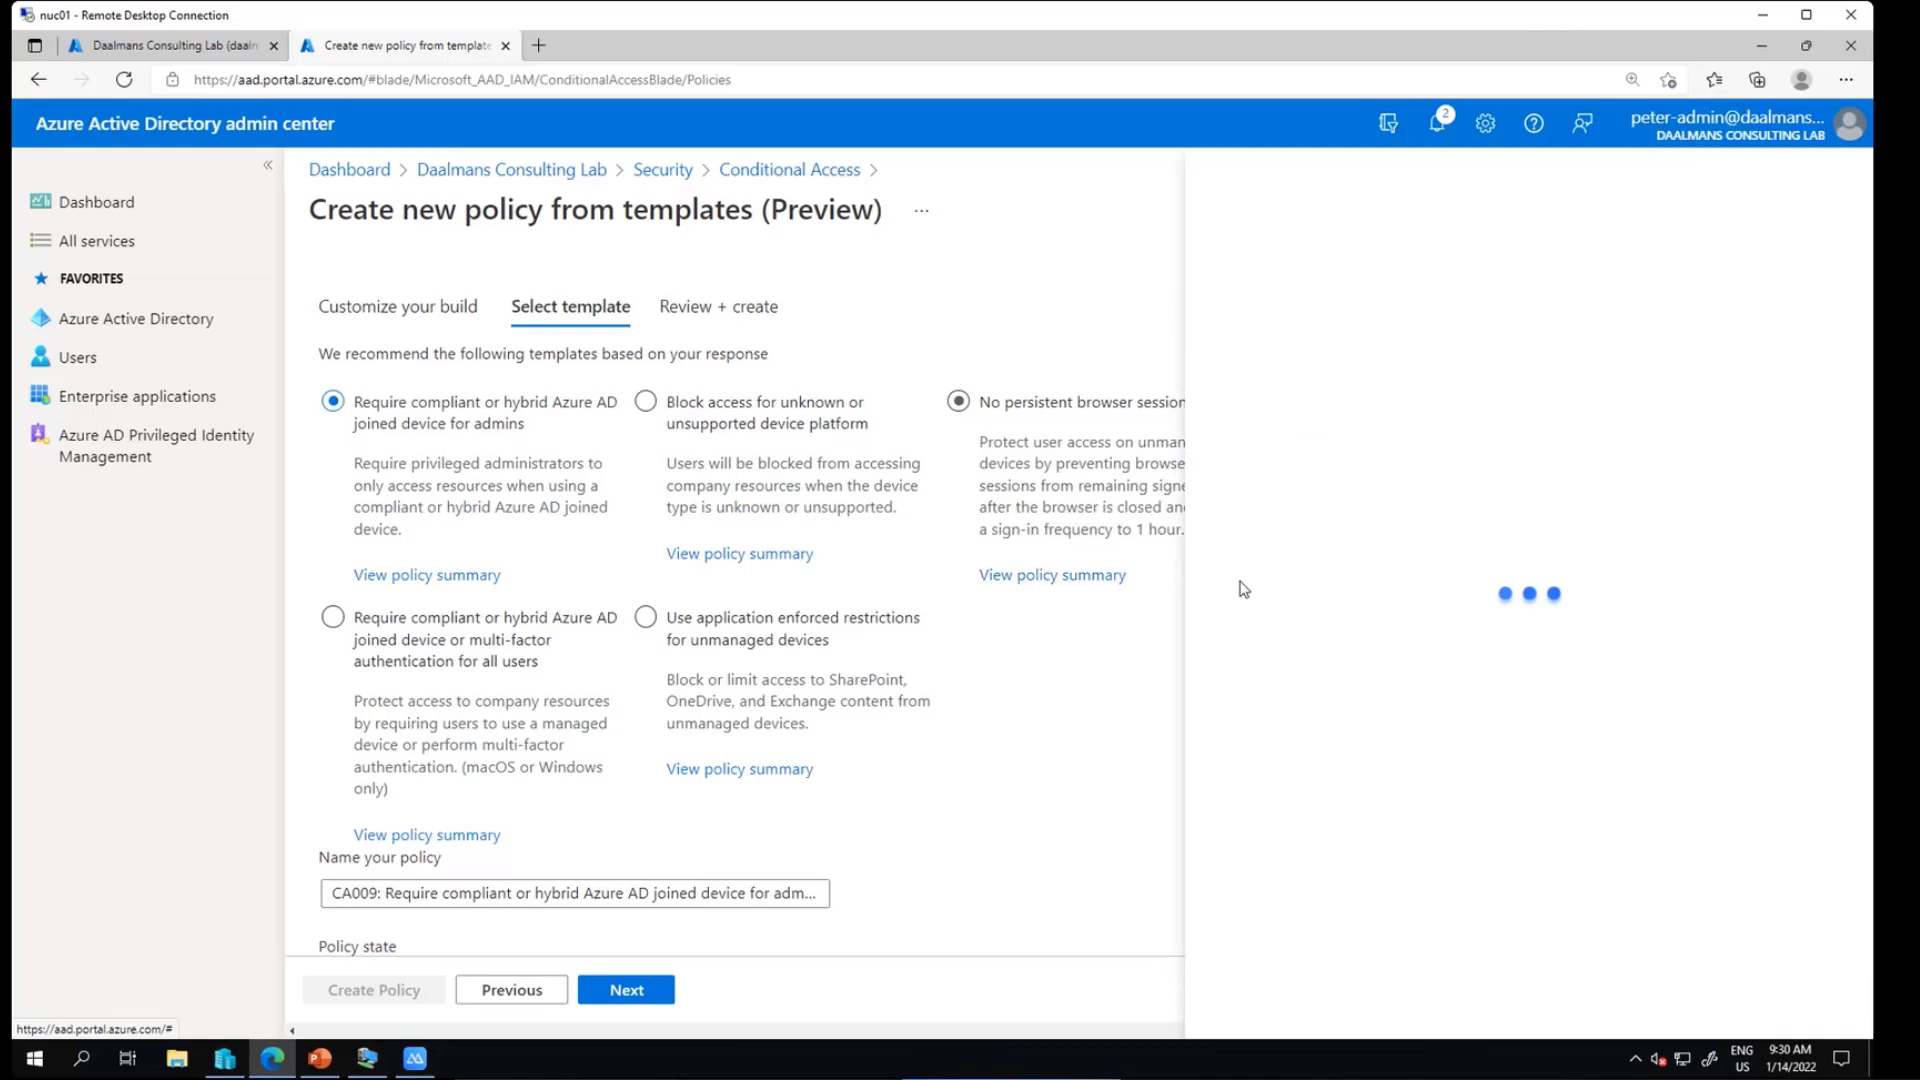 nuc01 - Remote Desktop Connection
Daalmans Consulting Lab (daalm
Create new policy from template
https://aad.portal.azure.com/#blade/Microsoft_AAD_IAM/ConditionalAccessBlade/Policies
Azure Active Directory admin center
2
peter-admin@daalmans...
DAALMANS CONSULTING LAB
Dashboard
All services
FAVORITES
Azure Active Directory
Users
Enterprise applications
Azure AD Privileged Identity
Management
Dashboard > Daalmans Consulting Lab > Security > Conditional Access >
Create new policy from templates (Preview) ...
Customize your build
Select template
Review + create
We recommend the following templates based on your response
Require compliant or hybrid Azure AD
joined device for admins
Require privileged administrators to
only access resources when using a
compliant or hybrid Azure AD joined
device.
View policy summary
Block access for unknown or
unsupported device platform
Users will be blocked from accessing
company resources when the device
type is unknown or unsupported.
View policy summary
No persistent browser session
Protect user access on unman
devices by preventing browse
sessions from remaining signe
after the browser is closed an
a sign-in frequency to 1 hour.
View policy summary
Require compliant or hybrid Azure AD
joined device or multi-factor
authentication for all users
Protect access to company resources
by requiring users to use a managed
device or perform multi-factor
authentication. (macOS or Windows
only)
View policy summary
Use application enforced restrictions
for unmanaged devices
Block or limit access to SharePoint,
OneDrive, and Exchange content from
unmanaged devices.
View policy summary
Name your policy
CA009: Require compliant or hybrid Azure AD joined device for adm...
Policy state
Create Policy
Previous
Next
https://aad.portal.azure.com/#
ENG
US
9:30 AM
1/14/2022